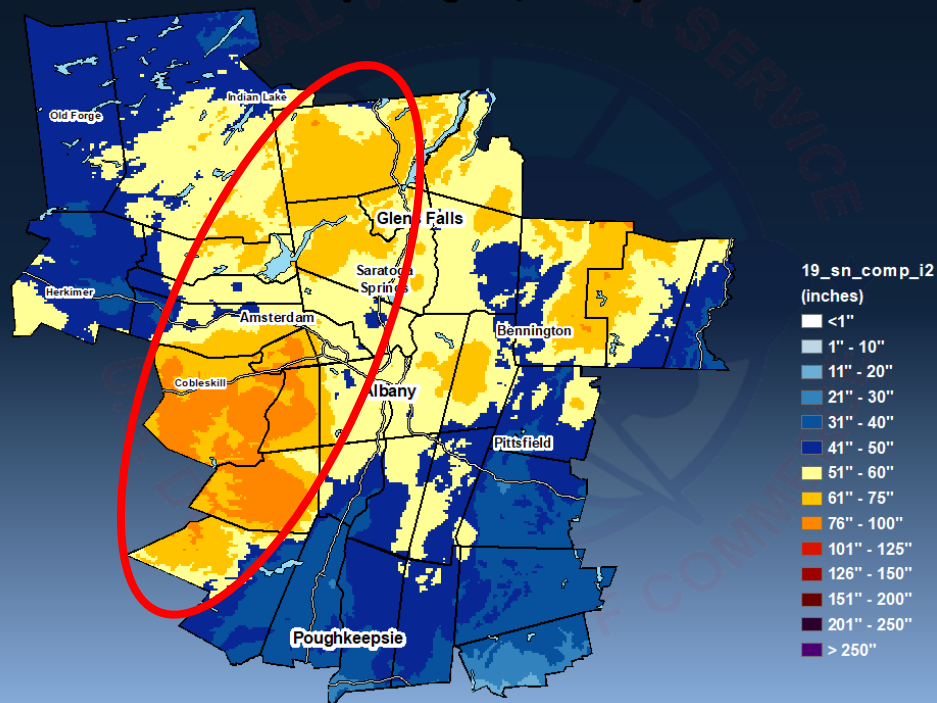 Indian Lake
Old Forge
Glens Falls
Saratoga
Springs
Herkimer
Amsterdam
Bennington
Cobleskill
Albany
Pittsfield
Poughkeepsie
19_sn_comp_i2
(inches)
<1"
1" - 10"
11" - 20"
21" - 30"
31" - 40"
41" - 50"
51" - 60"
61" - 75"
76" - 100"
101" - 125"
126" - 150"
151" - 200"
201" - 250"
> 250"
SERVICE